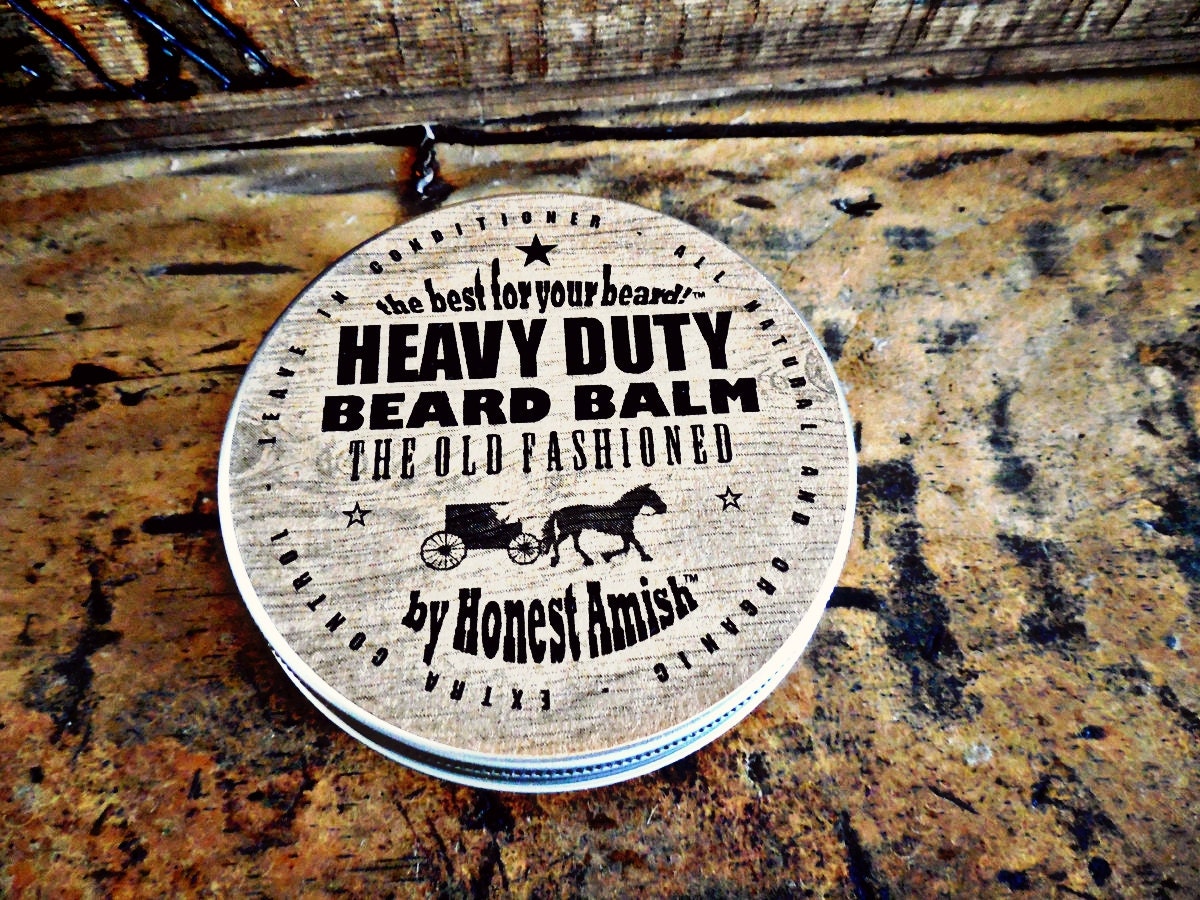 LEAVE IN CONDITIONER - ALL NATURAL AND ORGANIC - EXTRA CONTROL -
the best for your beard!™
HEAVY DUTY
BEARD BALM
THE OLD FASHIONED
by Honest Amish™